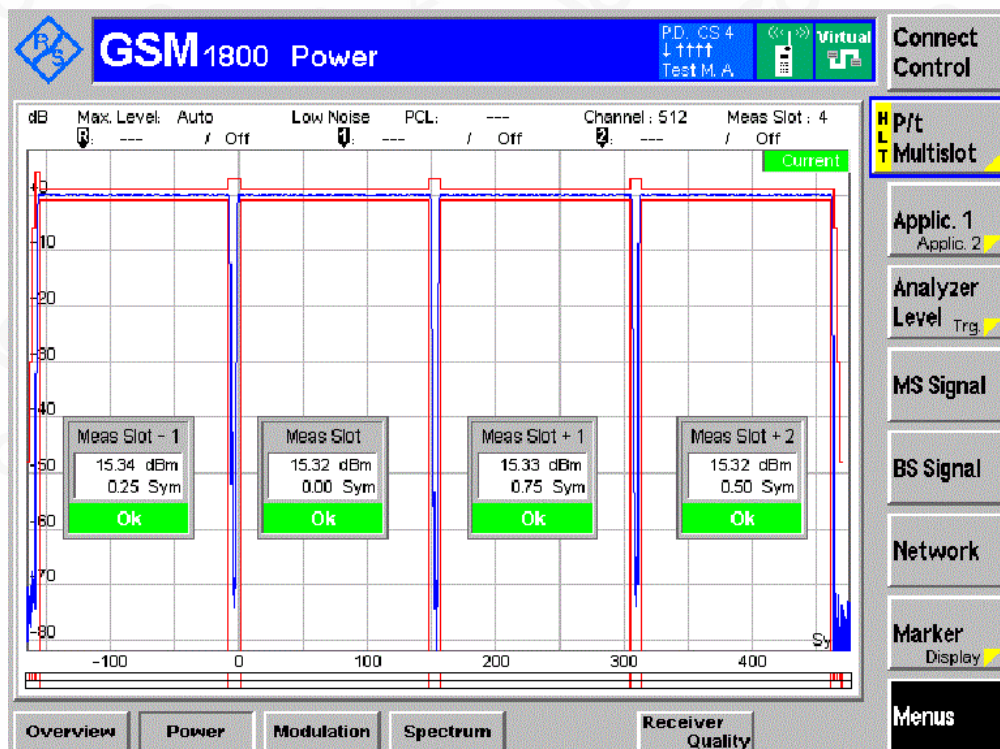 R/S GSM 1800 Power P.D. CS 4 Virtual
↓ ↑↑↑↑
Test M. A
Connect
Control
dB Max. Level: Auto Low Noise PCL: --- Channel : 512 Meas Slot : 4
R: --- / Off 1: --- / Off 2: --- / Off
Current
H L T P/t
Multislot
Applic. 1
Applic. 2
Analyzer
Level Trg.
MS Signal
BS Signal
Network
Marker
Display
Menus
+0
-10
-20
-30
-40
-50
-60
-70
-80
Meas Slot - 1
15.34 dBm
0.25 Sym
Ok
Meas Slot
15.32 dBm
0.00 Sym
Ok
Meas Slot + 1
15.33 dBm
0.75 Sym
Ok
Meas Slot + 2
15.32 dBm
0.50 Sym
Ok
Sy
-100 0 100 200 300 400
Overview Power Modulation Spectrum Receiver
Quality